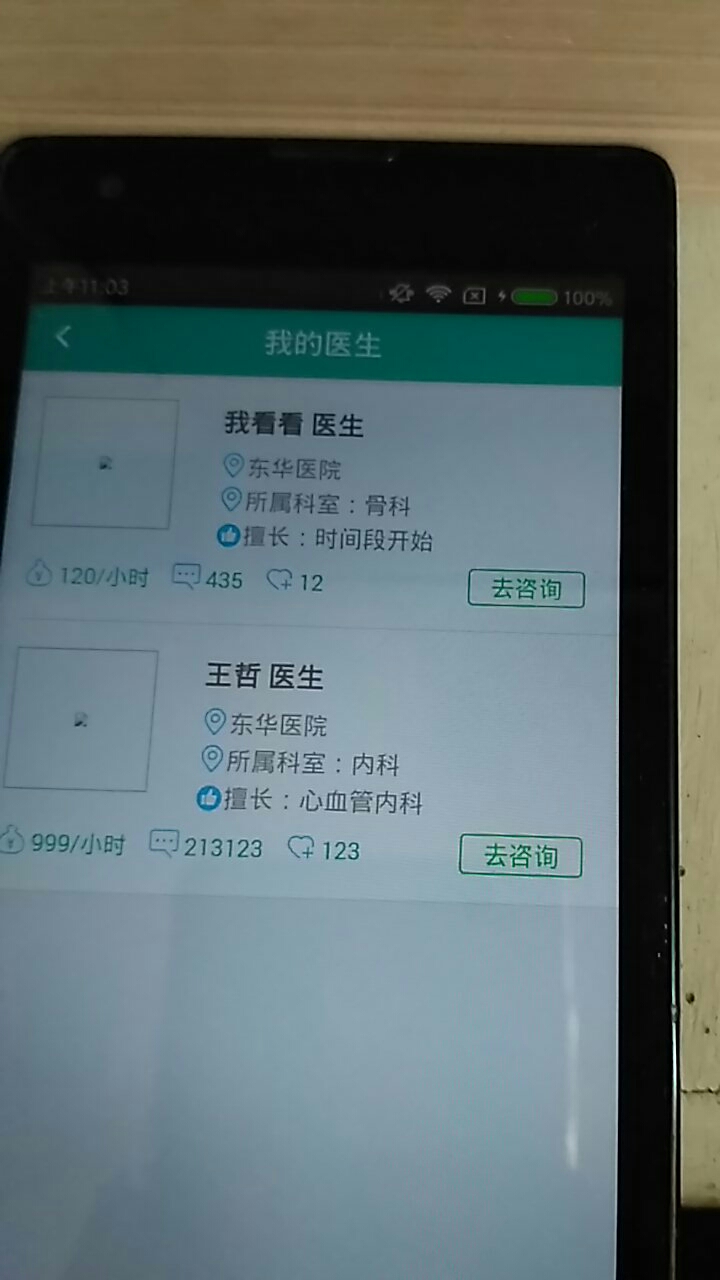 上午11:03 100%
我的医生
我看看 医生
东华医院
所属科室：骨科
擅长：时间段开始
120/小时 435 12 去咨询
王哲 医生
东华医院
所属科室：内科
擅长：心血管内科
999/小时 213123 123 去咨询